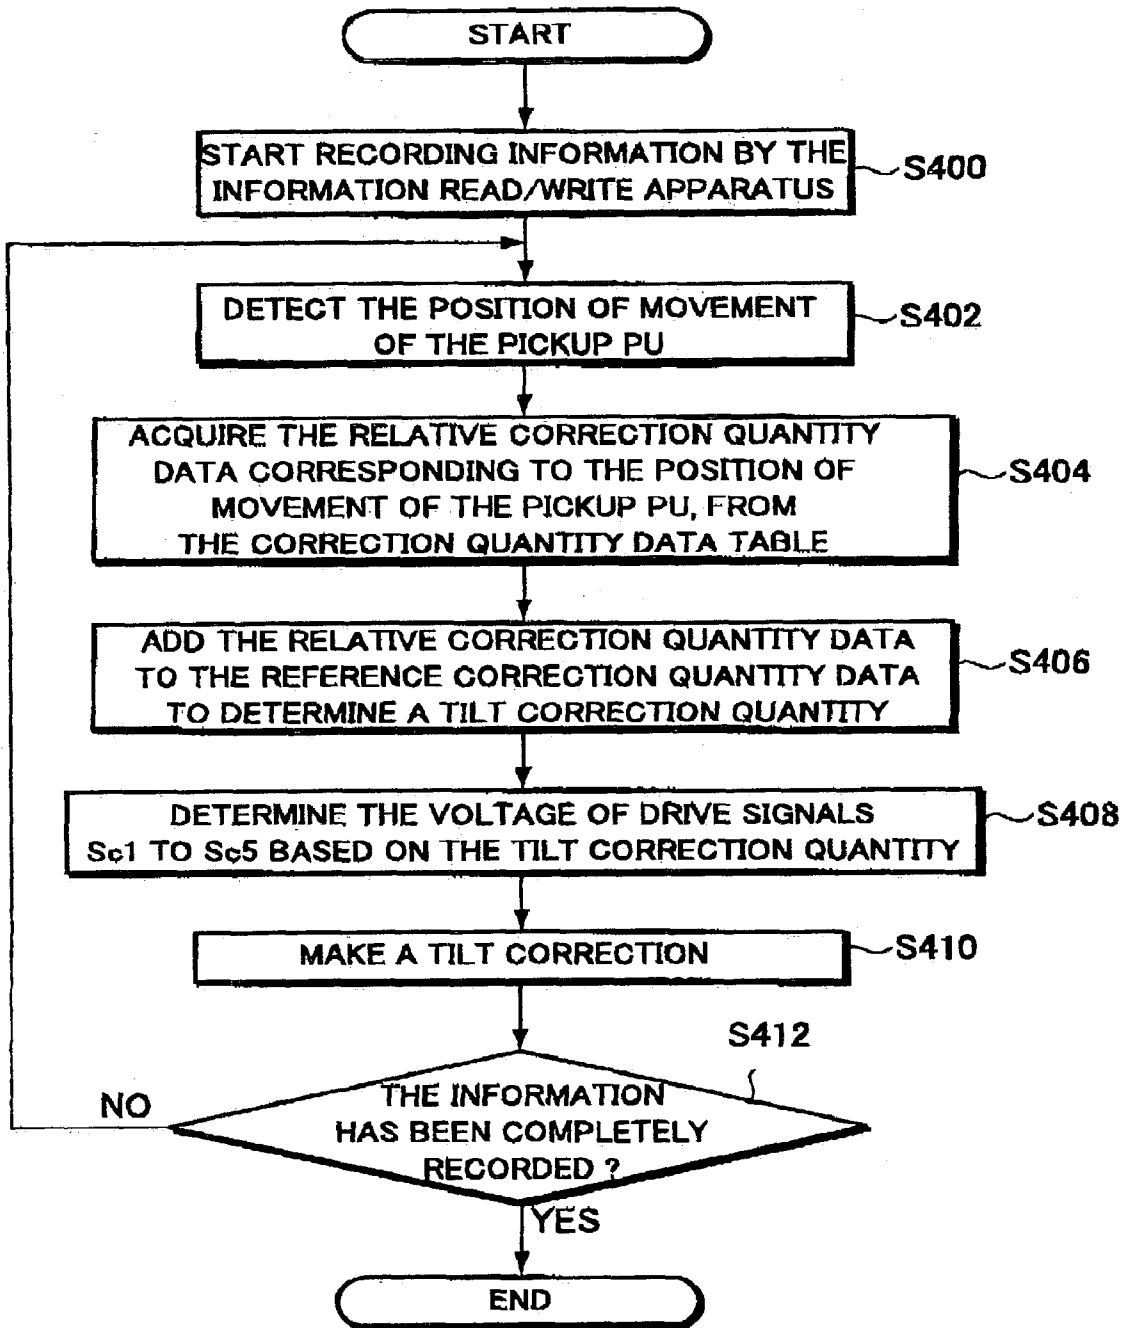 START
START RECORDING INFORMATION BY THE
INFORMATION READ/WRITE APPARATUS
S400
DETECT THE POSITION OF MOVEMENT
OF THE PICKUP PU
S402
ACQUIRE THE RELATIVE CORRECTION QUANTITY
DATA CORRESPONDING TO THE POSITION OF
MOVEMENT OF THE PICKUP PU, FROM
THE CORRECTION QUANTITY DATA TABLE
S404
ADD THE RELATIVE CORRECTION QUANTITY DATA
TO THE REFERENCE CORRECTION QUANTITY DATA
TO DETERMINE A TILT CORRECTION QUANTITY
S406
DETERMINE THE VOLTAGE OF DRIVE SIGNALS
Sc1 TO Sc5 BASED ON THE TILT CORRECTION QUANTITY
S408
MAKE A TILT CORRECTION
S410
S412
THE INFORMATION
HAS BEEN COMPLETELY
RECORDED ?
NO
YES
END